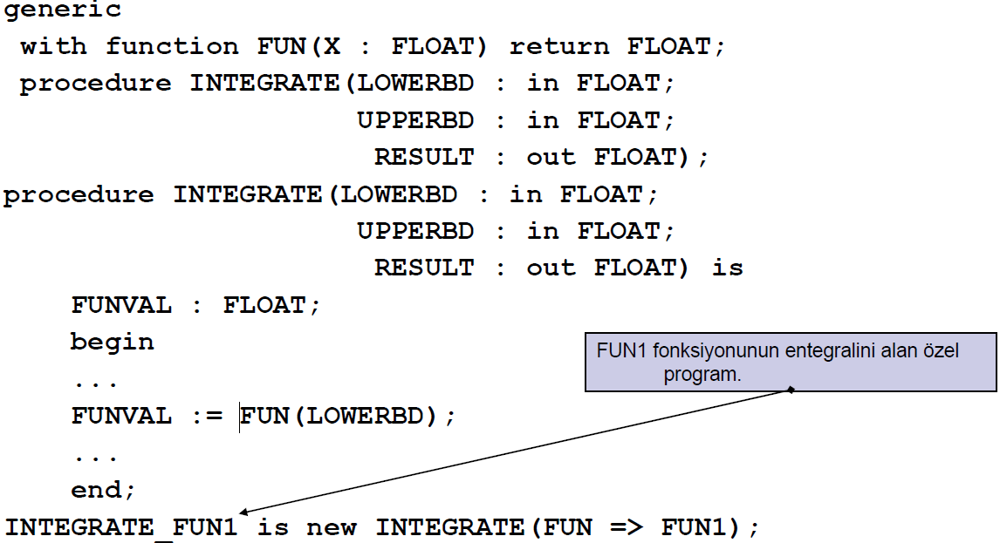 generic
with function FUN(X : FLOAT) return FLOAT;
procedure INTEGRATE(LOWERBD : in FLOAT;
UPPERBD : in FLOAT;
RESULT : out FLOAT);
procedure INTEGRATE(LOWERBD : in FLOAT;
UPPERBD : in FLOAT;
RESULT : out FLOAT) is
FUNVAL : FLOAT;
begin
...
FUNVAL := FUN(LOWERBD);
...
end;
INTEGRATE_FUN1 is new INTEGRATE(FUN => FUN1);
FUN1 fonksiyonunun entegralini alan özel
program.